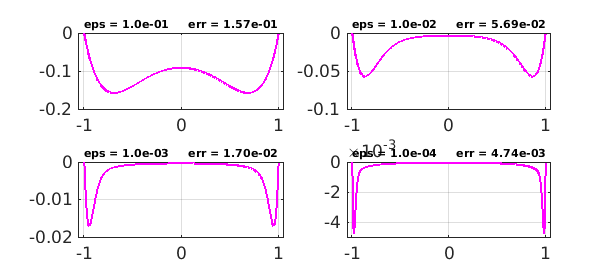 eps = 1.0e-01 err = 1.57e-01
0
-0.1
-0.2
-1 0 1
eps = 1.0e-02 err = 5.69e-02
0
-0.05
-0.1
-1 0 1
eps = 1.0e-03 err = 1.70e-02
0
-0.01
-0.02
-1 0 1
×10-3
eps = 1.0e-04 err = 4.74e-03
0
-2
-4
-1 0 1